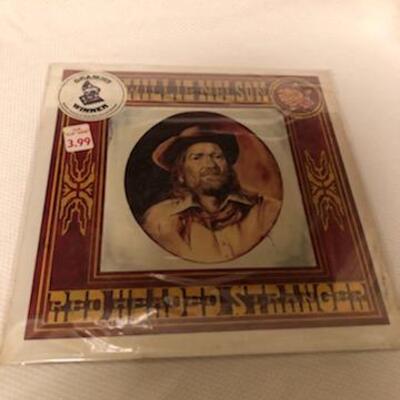 GRAMMY
WINNER
WILLIE NELSON
3.99
RED HEADED STRANGER